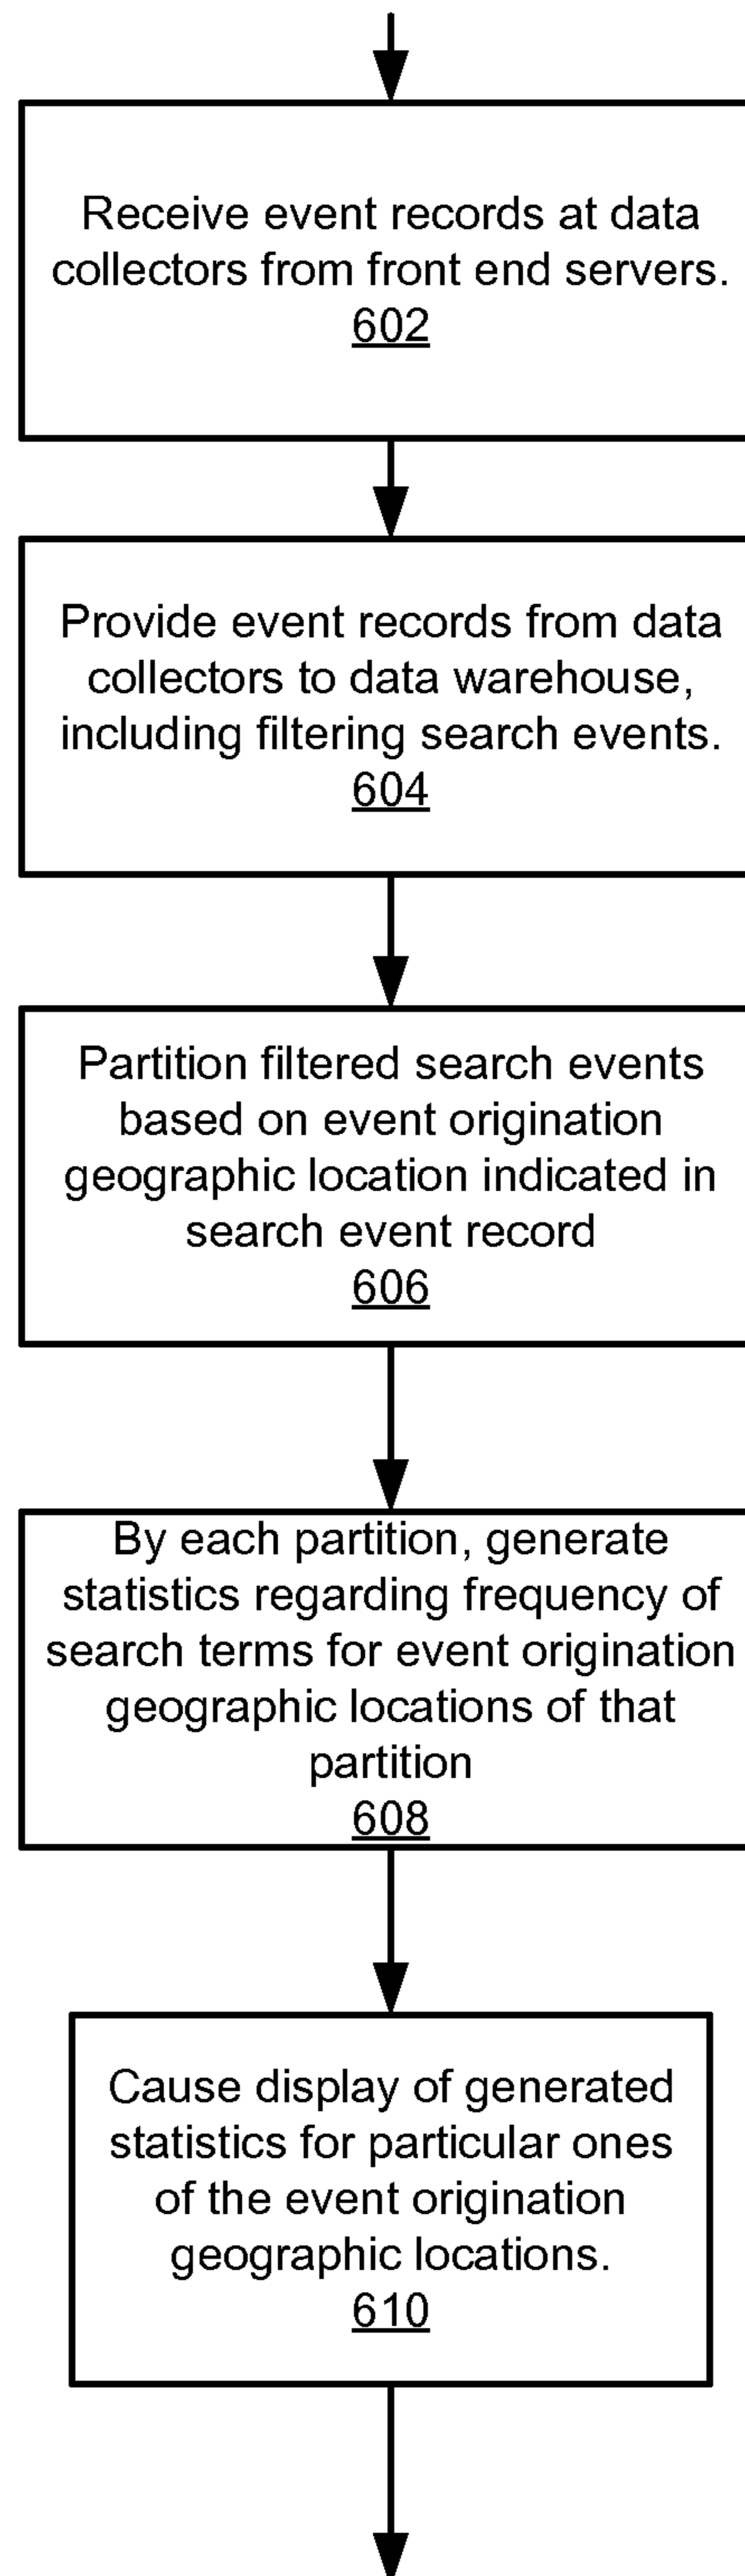 Receive event records at data
collectors from front end servers.
602
Provide event records from data
collectors to data warehouse,
including filtering search events.
604
Partition filtered search events
based on event origination
geographic location indicated in
search event record
606
By each partition, generate
statistics regarding frequency of
search terms for event origination
geographic locations of that
partition
608
Cause display of generated
statistics for particular ones
of the event origination
geographic locations.
610